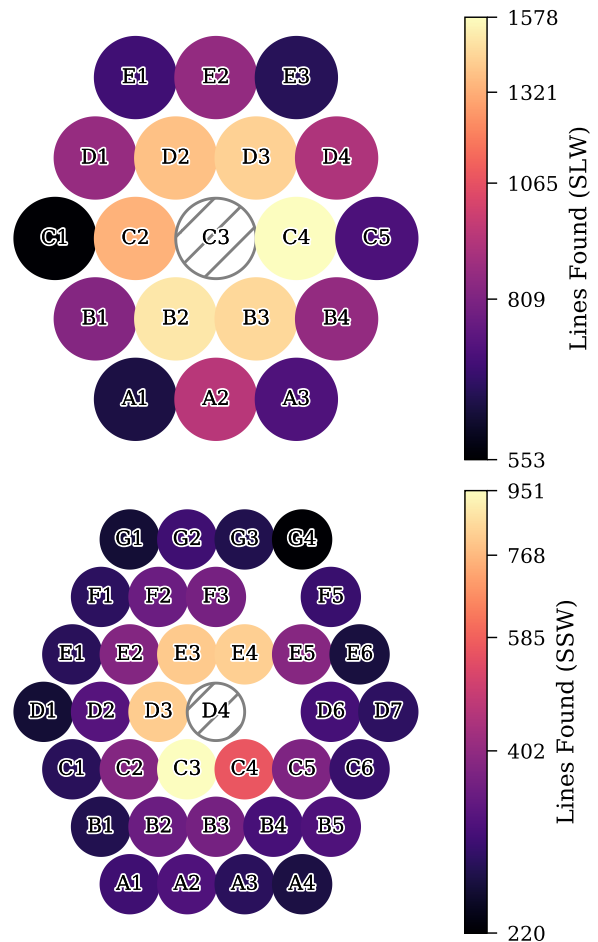 E1 E2 E3
D1 D2 D3 D4
C1 C2 C3 C4 C5
B1 B2 B3 B4
A1 A2 A3
1578
1321
1065
809
553
Lines Found (SLW)
G1 G2 G3 G4
F1 F2 F3 F5
E1 E2 E3 E4 E5 E6
D1 D2 D3 D4 D6 D7
C1 C2 C3 C4 C5 C6
B1 B2 B3 B4 B5
A1 A2 A3 A4
951
768
585
402
220
Lines Found (SSW)